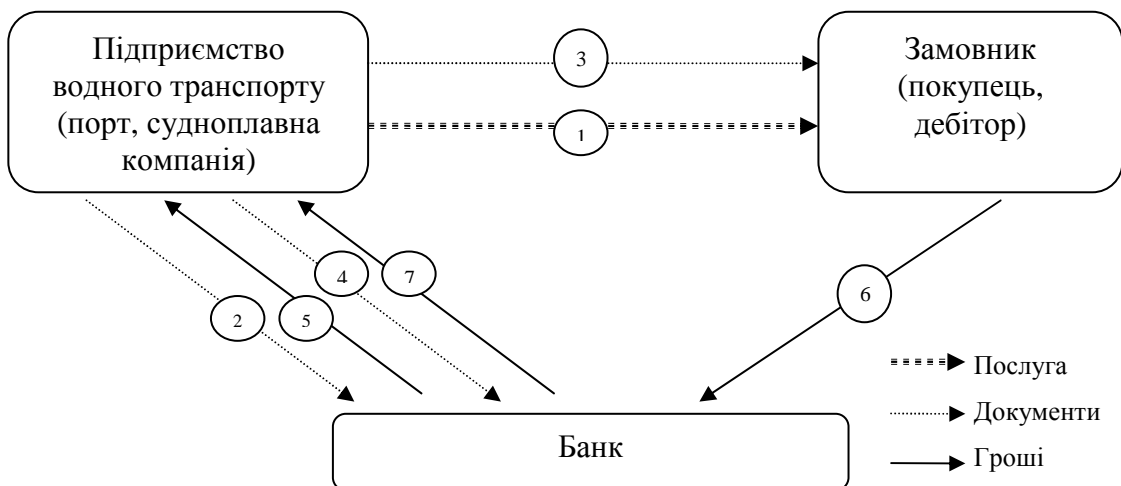 Підприємство
водного транспорту
(порт, судноплавна
компанія)
3
1
Замовник
(покупець,
дебітор)
2
5
4
7
6
Банк
Послуга
Документи
Гроші